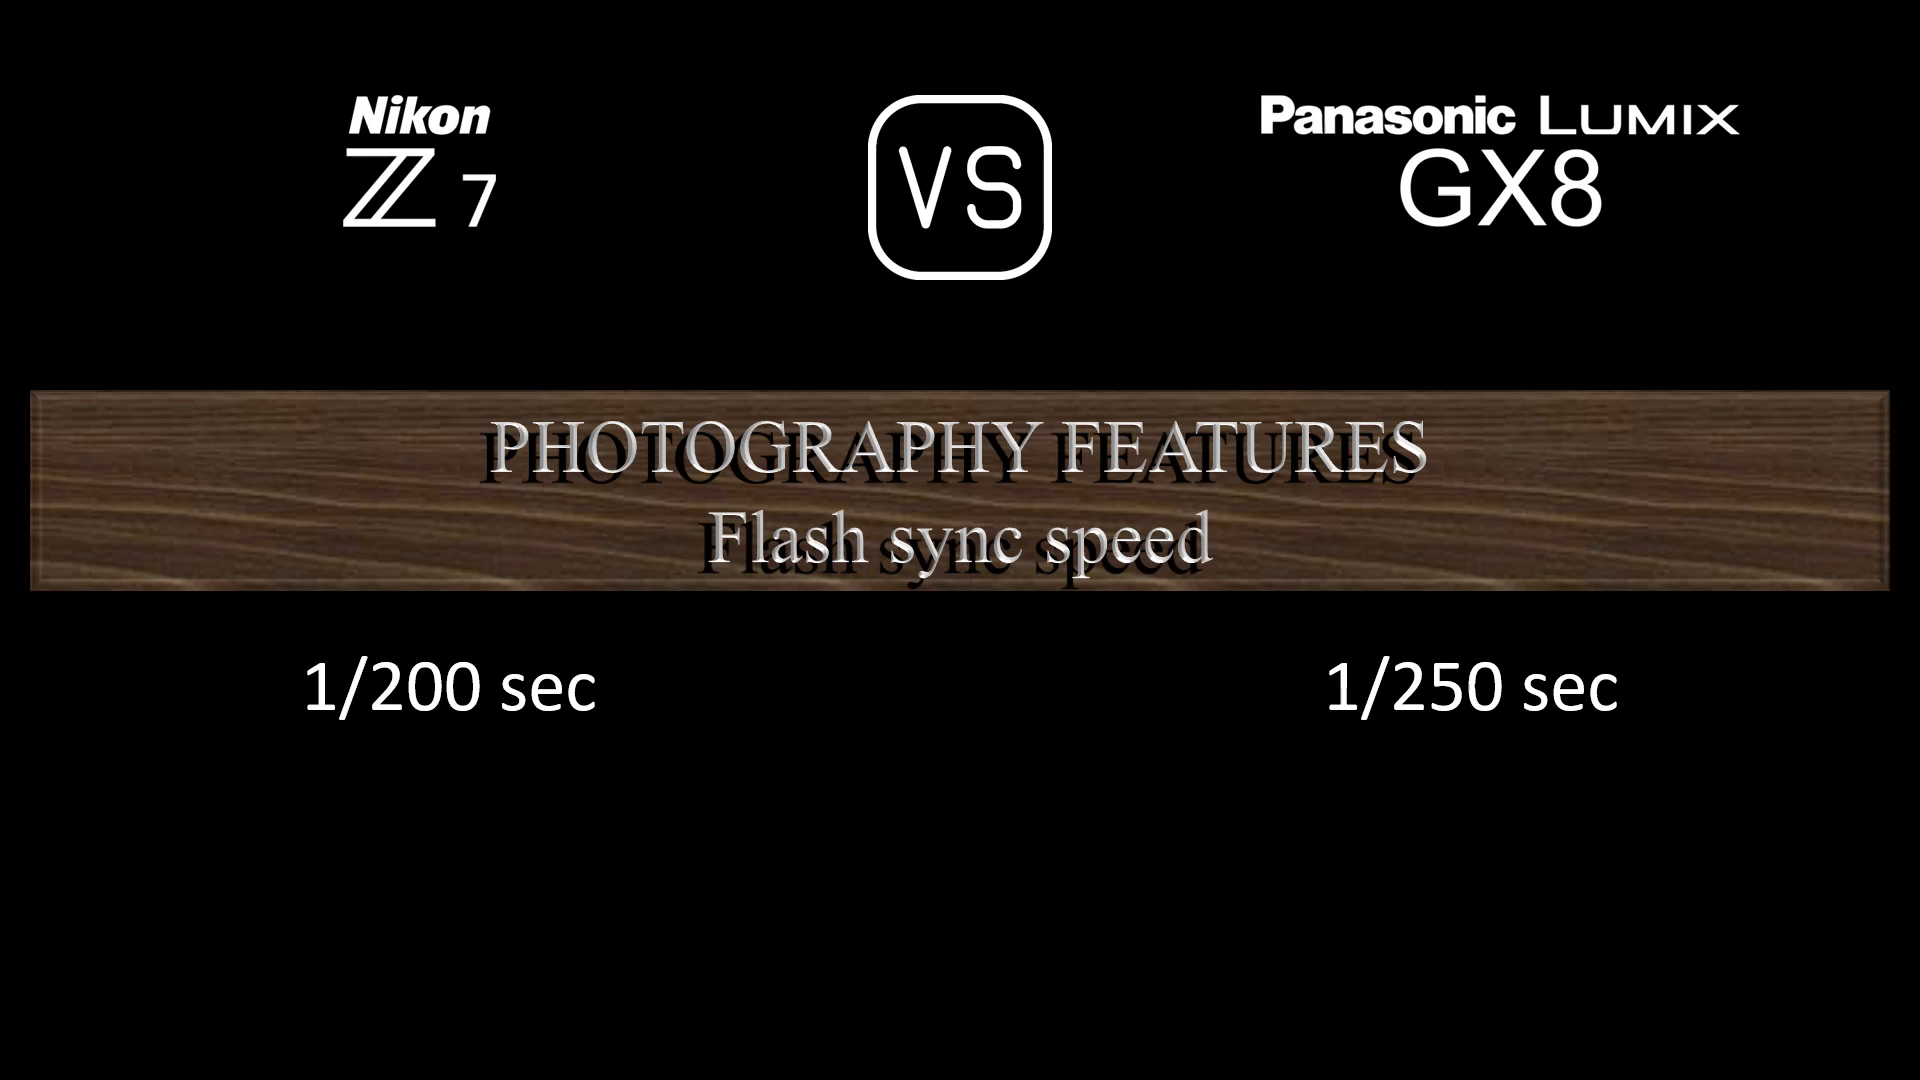 Nikon
Z 7
VS
Panasonic LUMIX
GX8
PHOTOGRAPHY FEATURES
Flash sync speed
1/200 sec
1/250 sec